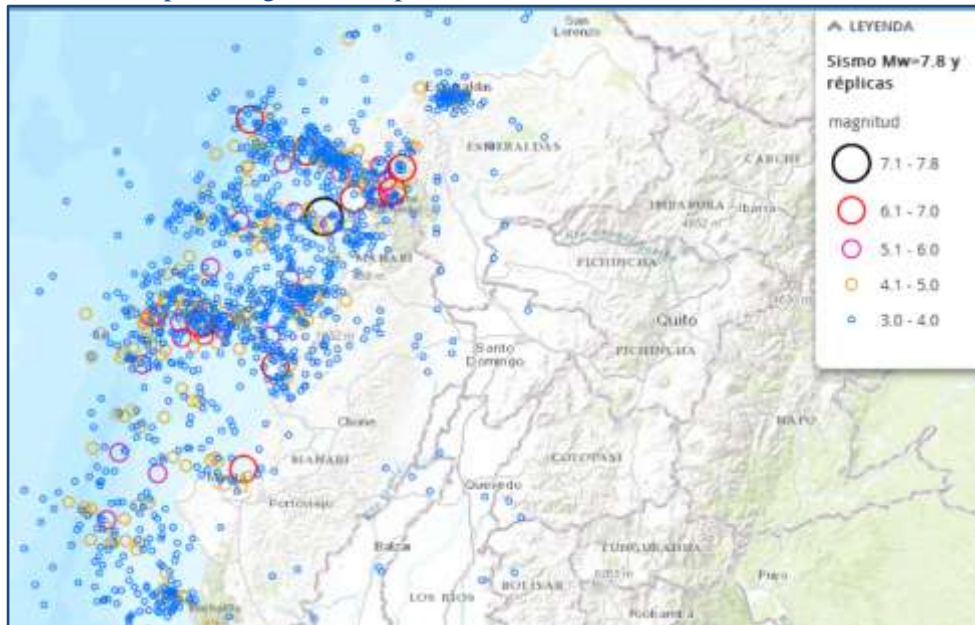 San
Lorenzo
Esmeraldas
ESMERALDAS
CARCHI
IMBABURA
Ibarra
MANABI
PICHINCHA
Quito
Santo
Domingo
PICHINCHA
NAPO
Chone
MANABI
COTOPAXI
Portoviejo
Quevedo
Balzar
TUNGURAHUA
Puyo
BOLIVAR
LOS RIOS
Riobamba
LEYENDA
Sismo Mw=7.8 y
réplicas
magnitud
7.1 - 7.8
6.1 - 7.0
5.1 - 6.0
4.1 - 5.0
3.0 - 4.0